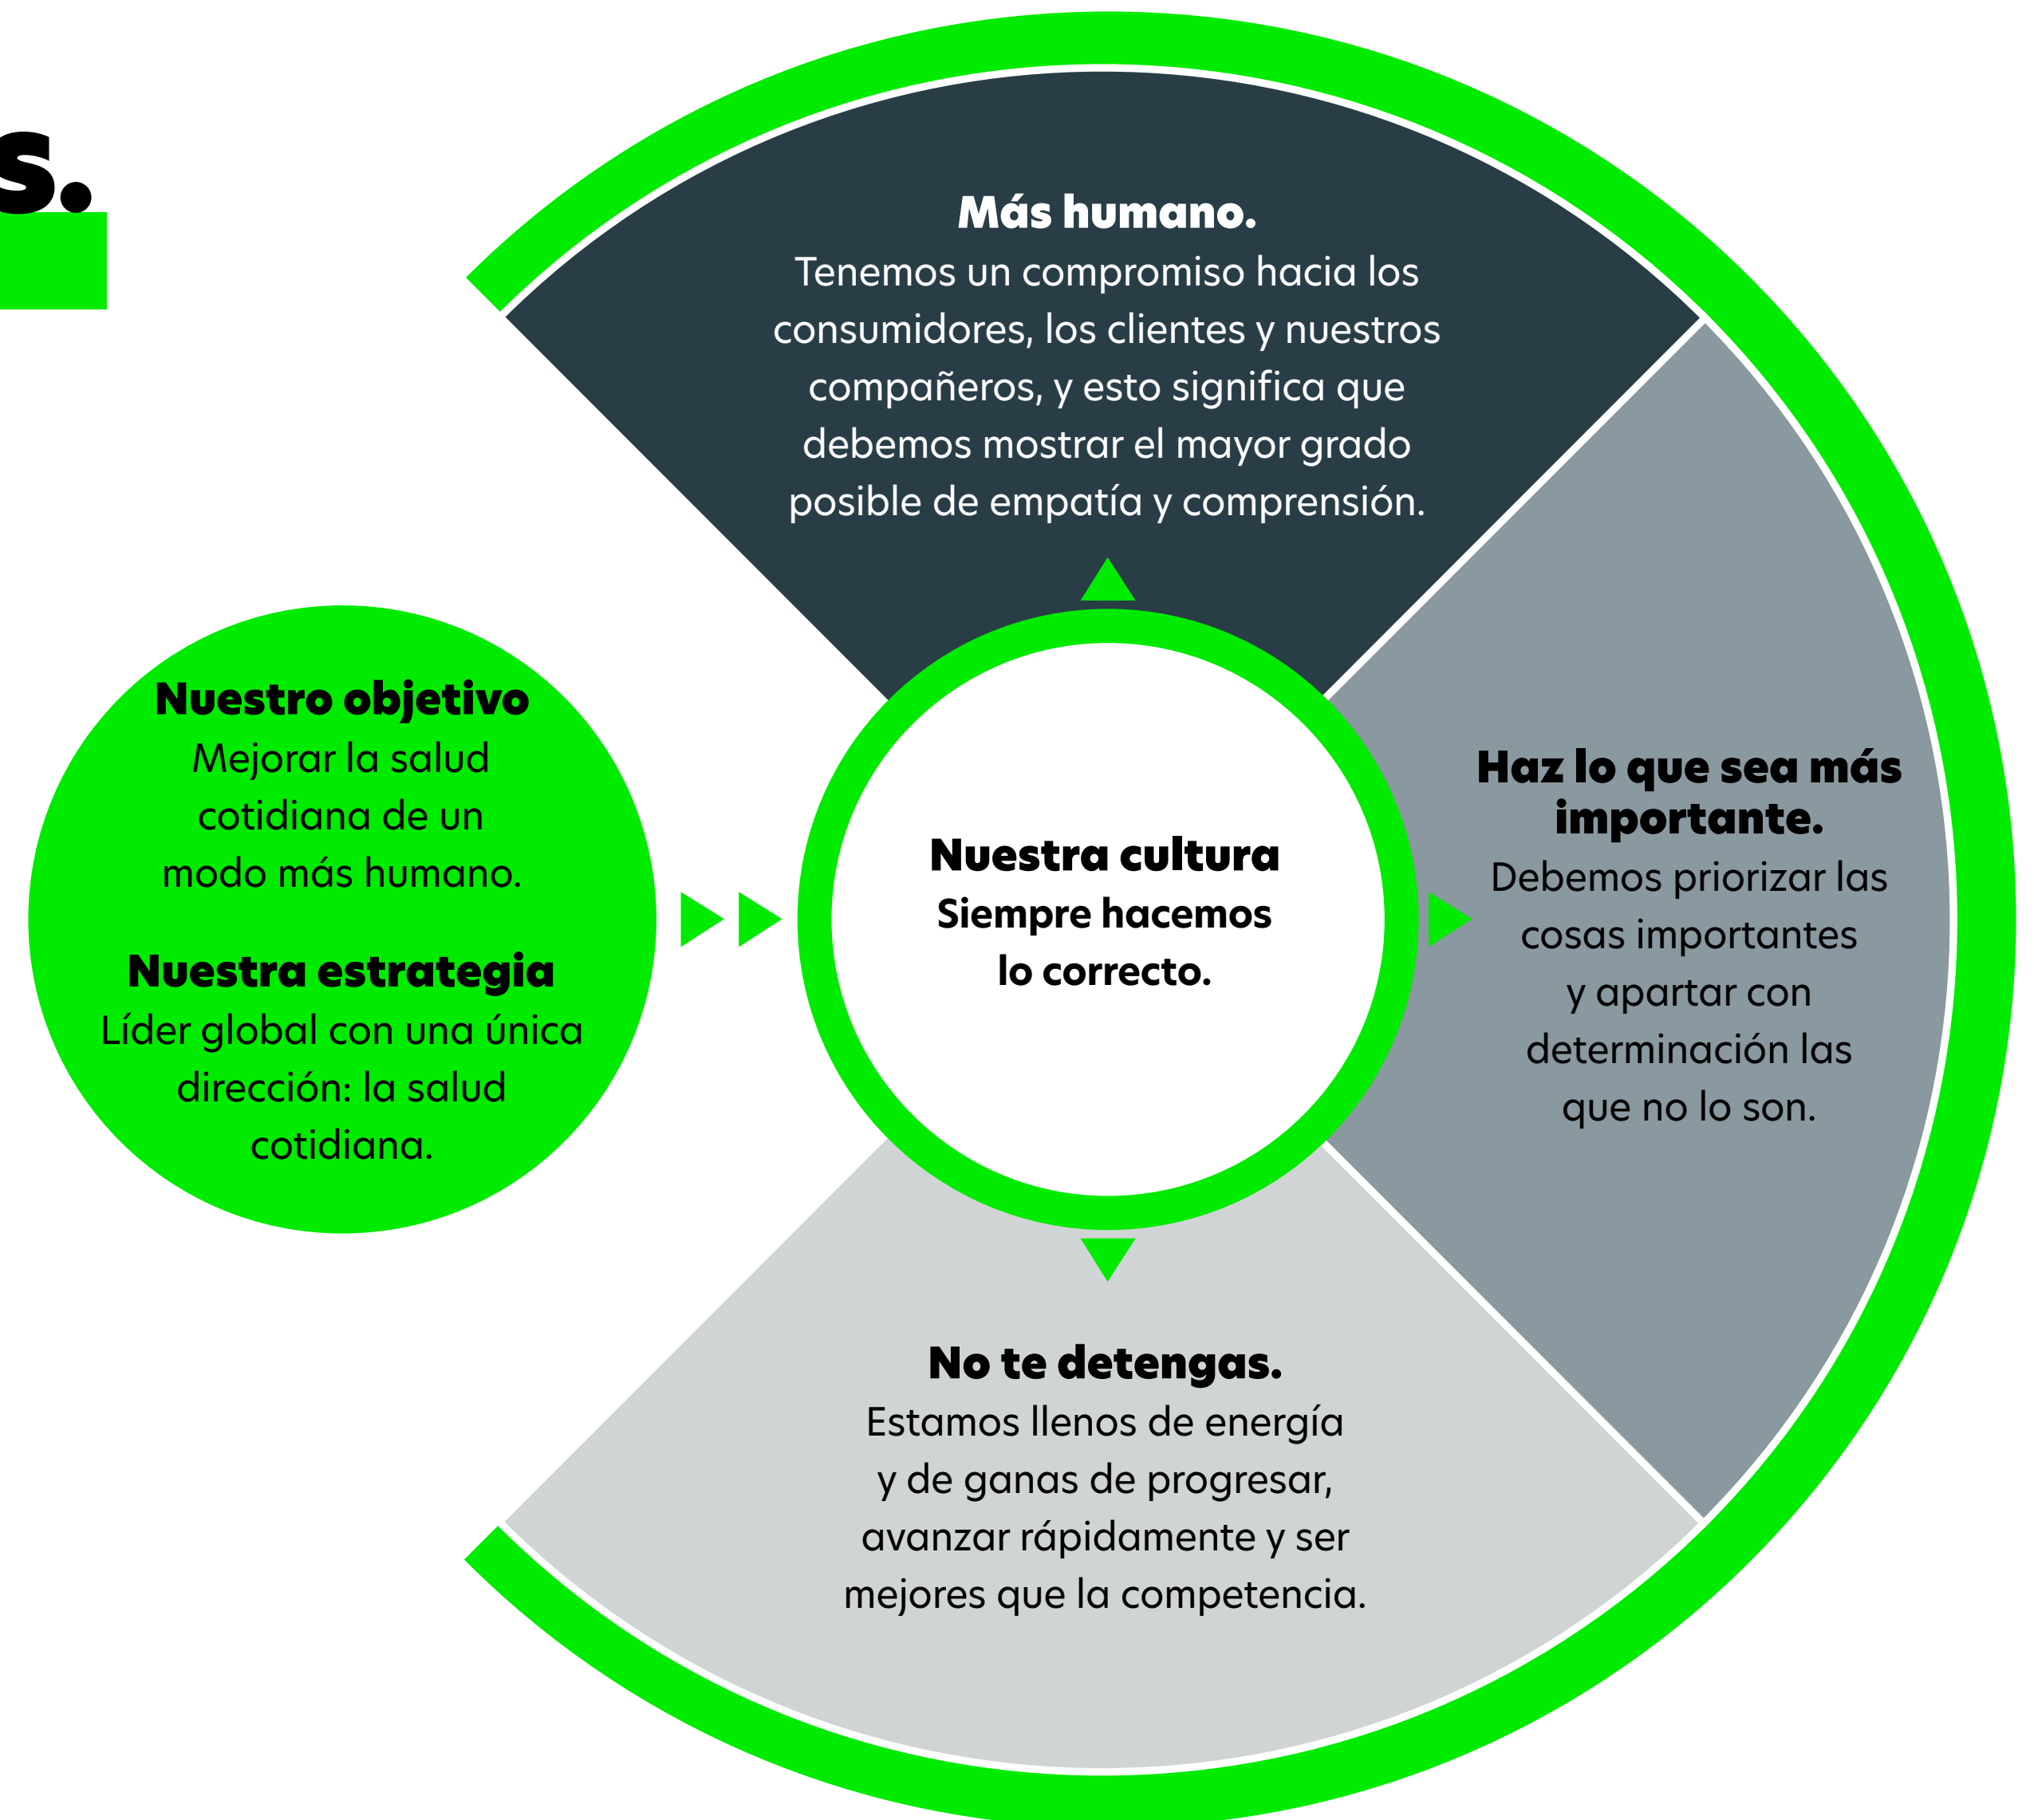 s.
Más humano.
Tenemos un compromiso hacia los
consumidores, los clientes y nuestros
compañeros, y esto significa que
debemos mostrar el mayor grado
posible de empatía y comprensión.
Nuestro objetivo
Mejorar la salud
cotidiana de un
modo más humano.
Nuestra estrategia
Líder global con una única
dirección: la salud
cotidiana.
Nuestra cultura
Siempre hacemos
lo correcto.
Haz lo que sea más
importante.
Debemos priorizar las
cosas importantes
y apartar con
determinación las
que no lo son.
No te detengas.
Estamos llenos de energía
y de ganas de progresar,
avanzar rápidamente y ser
mejores que la competencia.